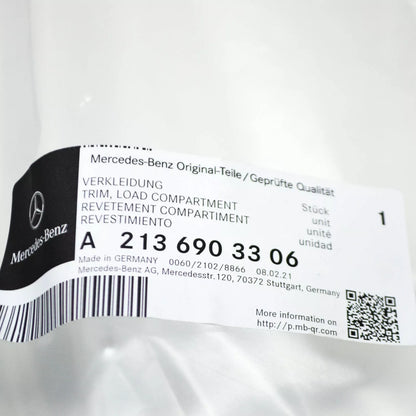 Mercedes-Benz Original-Teile/Geprüfte Qualität
VERKLEIDUNG
TRIM, LOAD COMPARTMENT
REVETEMENT COMPARTIMENT
REVESTIMIENTO
Stück
unit
unité
unidad
1
Mercedes-Benz
A 213 690 33 06
Made in GERMANY 0060/2102/8866 08.02.21
Mercedes-Benz AG, Mercedesstr.120, 70372 Stuttgart, Germany
More information on
http://p.mb-qr.com